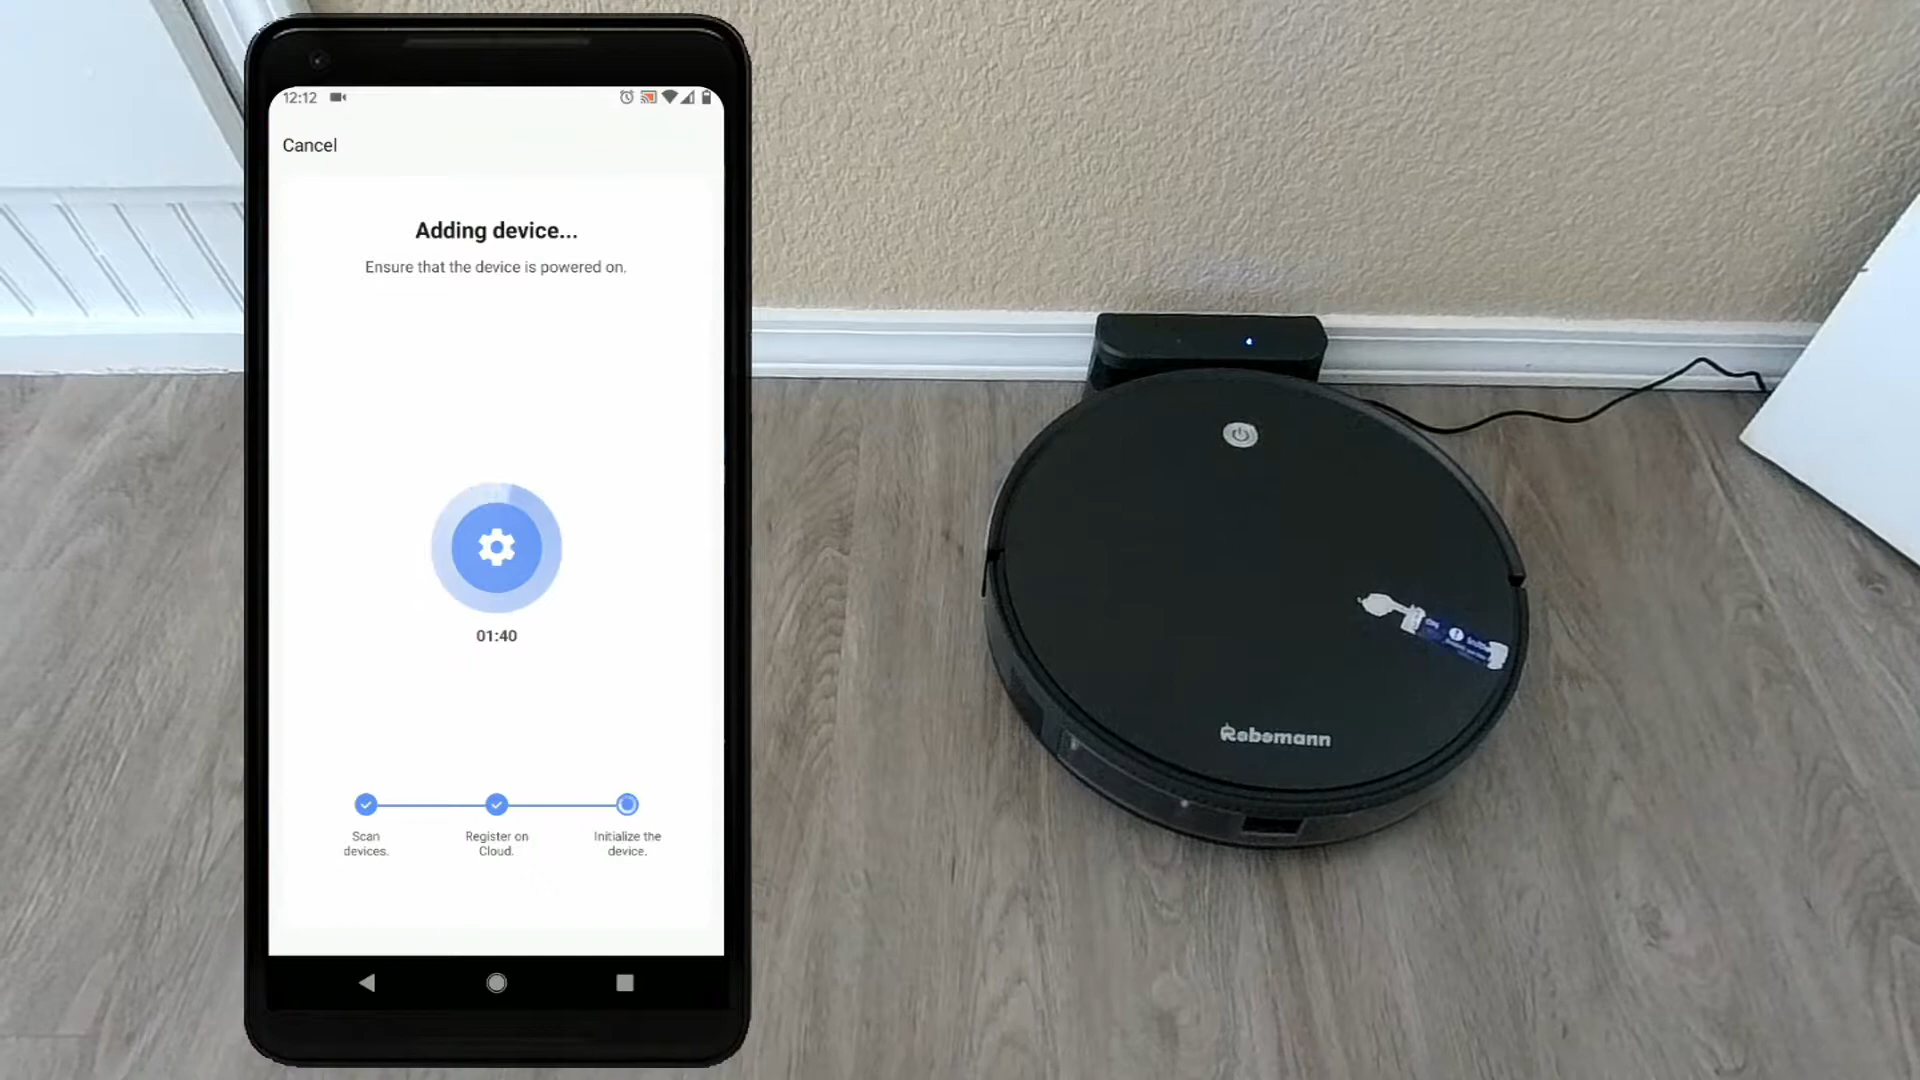 12:12
Cancel
Adding device...
Ensure that the device is powered on.
01:40
Scan
devices.
Register on
Cloud.
Initialize the
device.
Robomann